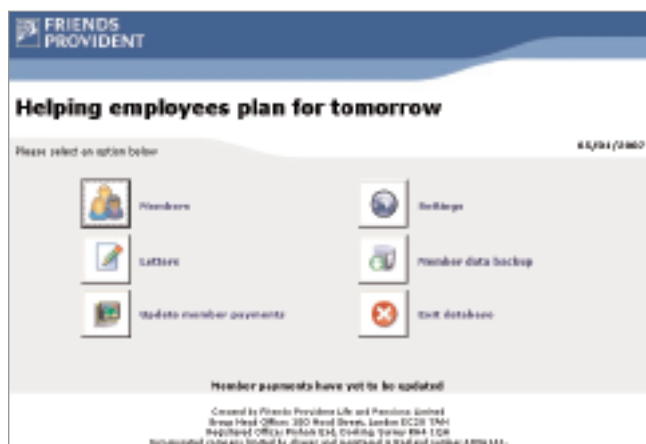 FRIENDS
PROVIDENT
Helping employees plan for tomorrow
Please select an option below
Members
Settings
Letters
Member data backup
Update member payments
Exit database
Member payments have yet to be updated
Created by Friends Provident Life and Pensions Limited